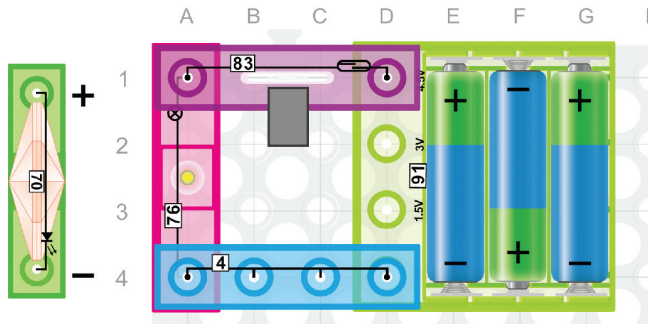 A B C D E F G
1 83 4.5V + − +
+
2 3V
70 91
76
3 1.5V
− 4 4 − + −